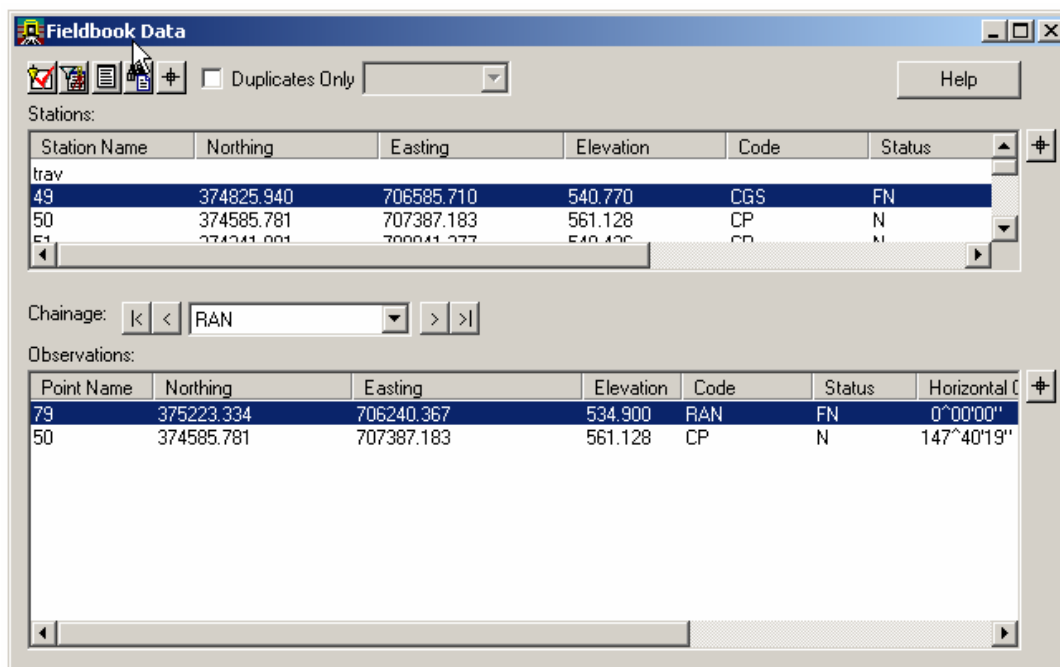 Fieldbook Data
Duplicates Only Help
Stations:
Station Name Northing Easting Elevation Code Status
trav
49 374825.940 706585.710 540.770 CGS FN
50 374585.781 707387.183 561.128 CP N
Chainage: |< < RAN > >|
Observations:
Point Name Northing Easting Elevation Code Status Horizontal
79 375223.334 706240.367 534.900 RAN FN 0^00'00"
50 374585.781 707387.183 561.128 CP N 147^40'19"